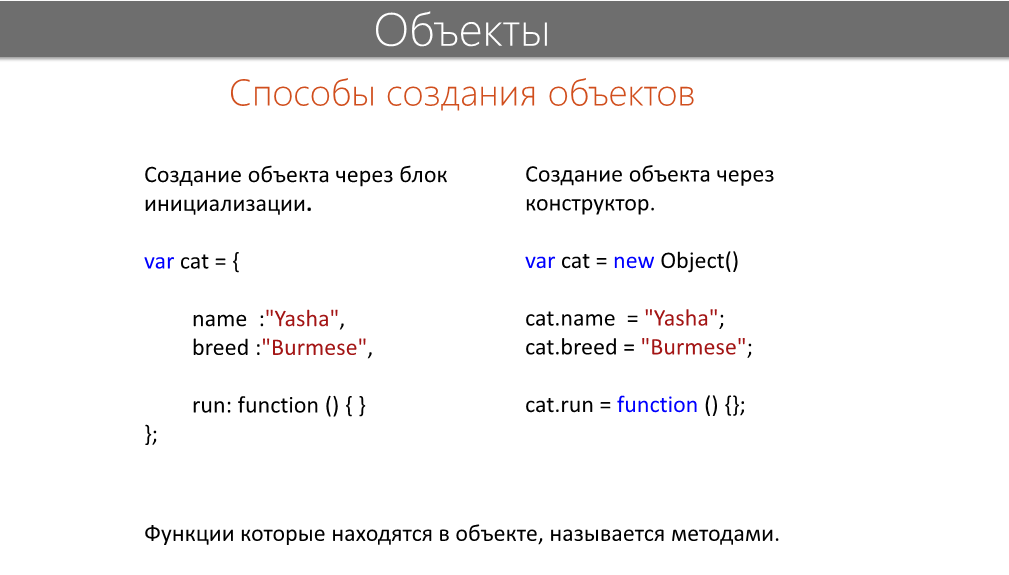 Объекты
Способы создания объектов
Создание объекта через блок
инициализации.
var cat = {
name :"Yasha",
breed :"Burmese",
run: function () { }
};
Создание объекта через
конструктор.
var cat = new Object()
cat.name = "Yasha";
cat.breed = "Burmese";
cat.run = function () {};
Функции которые находятся в объекте, называется методами.